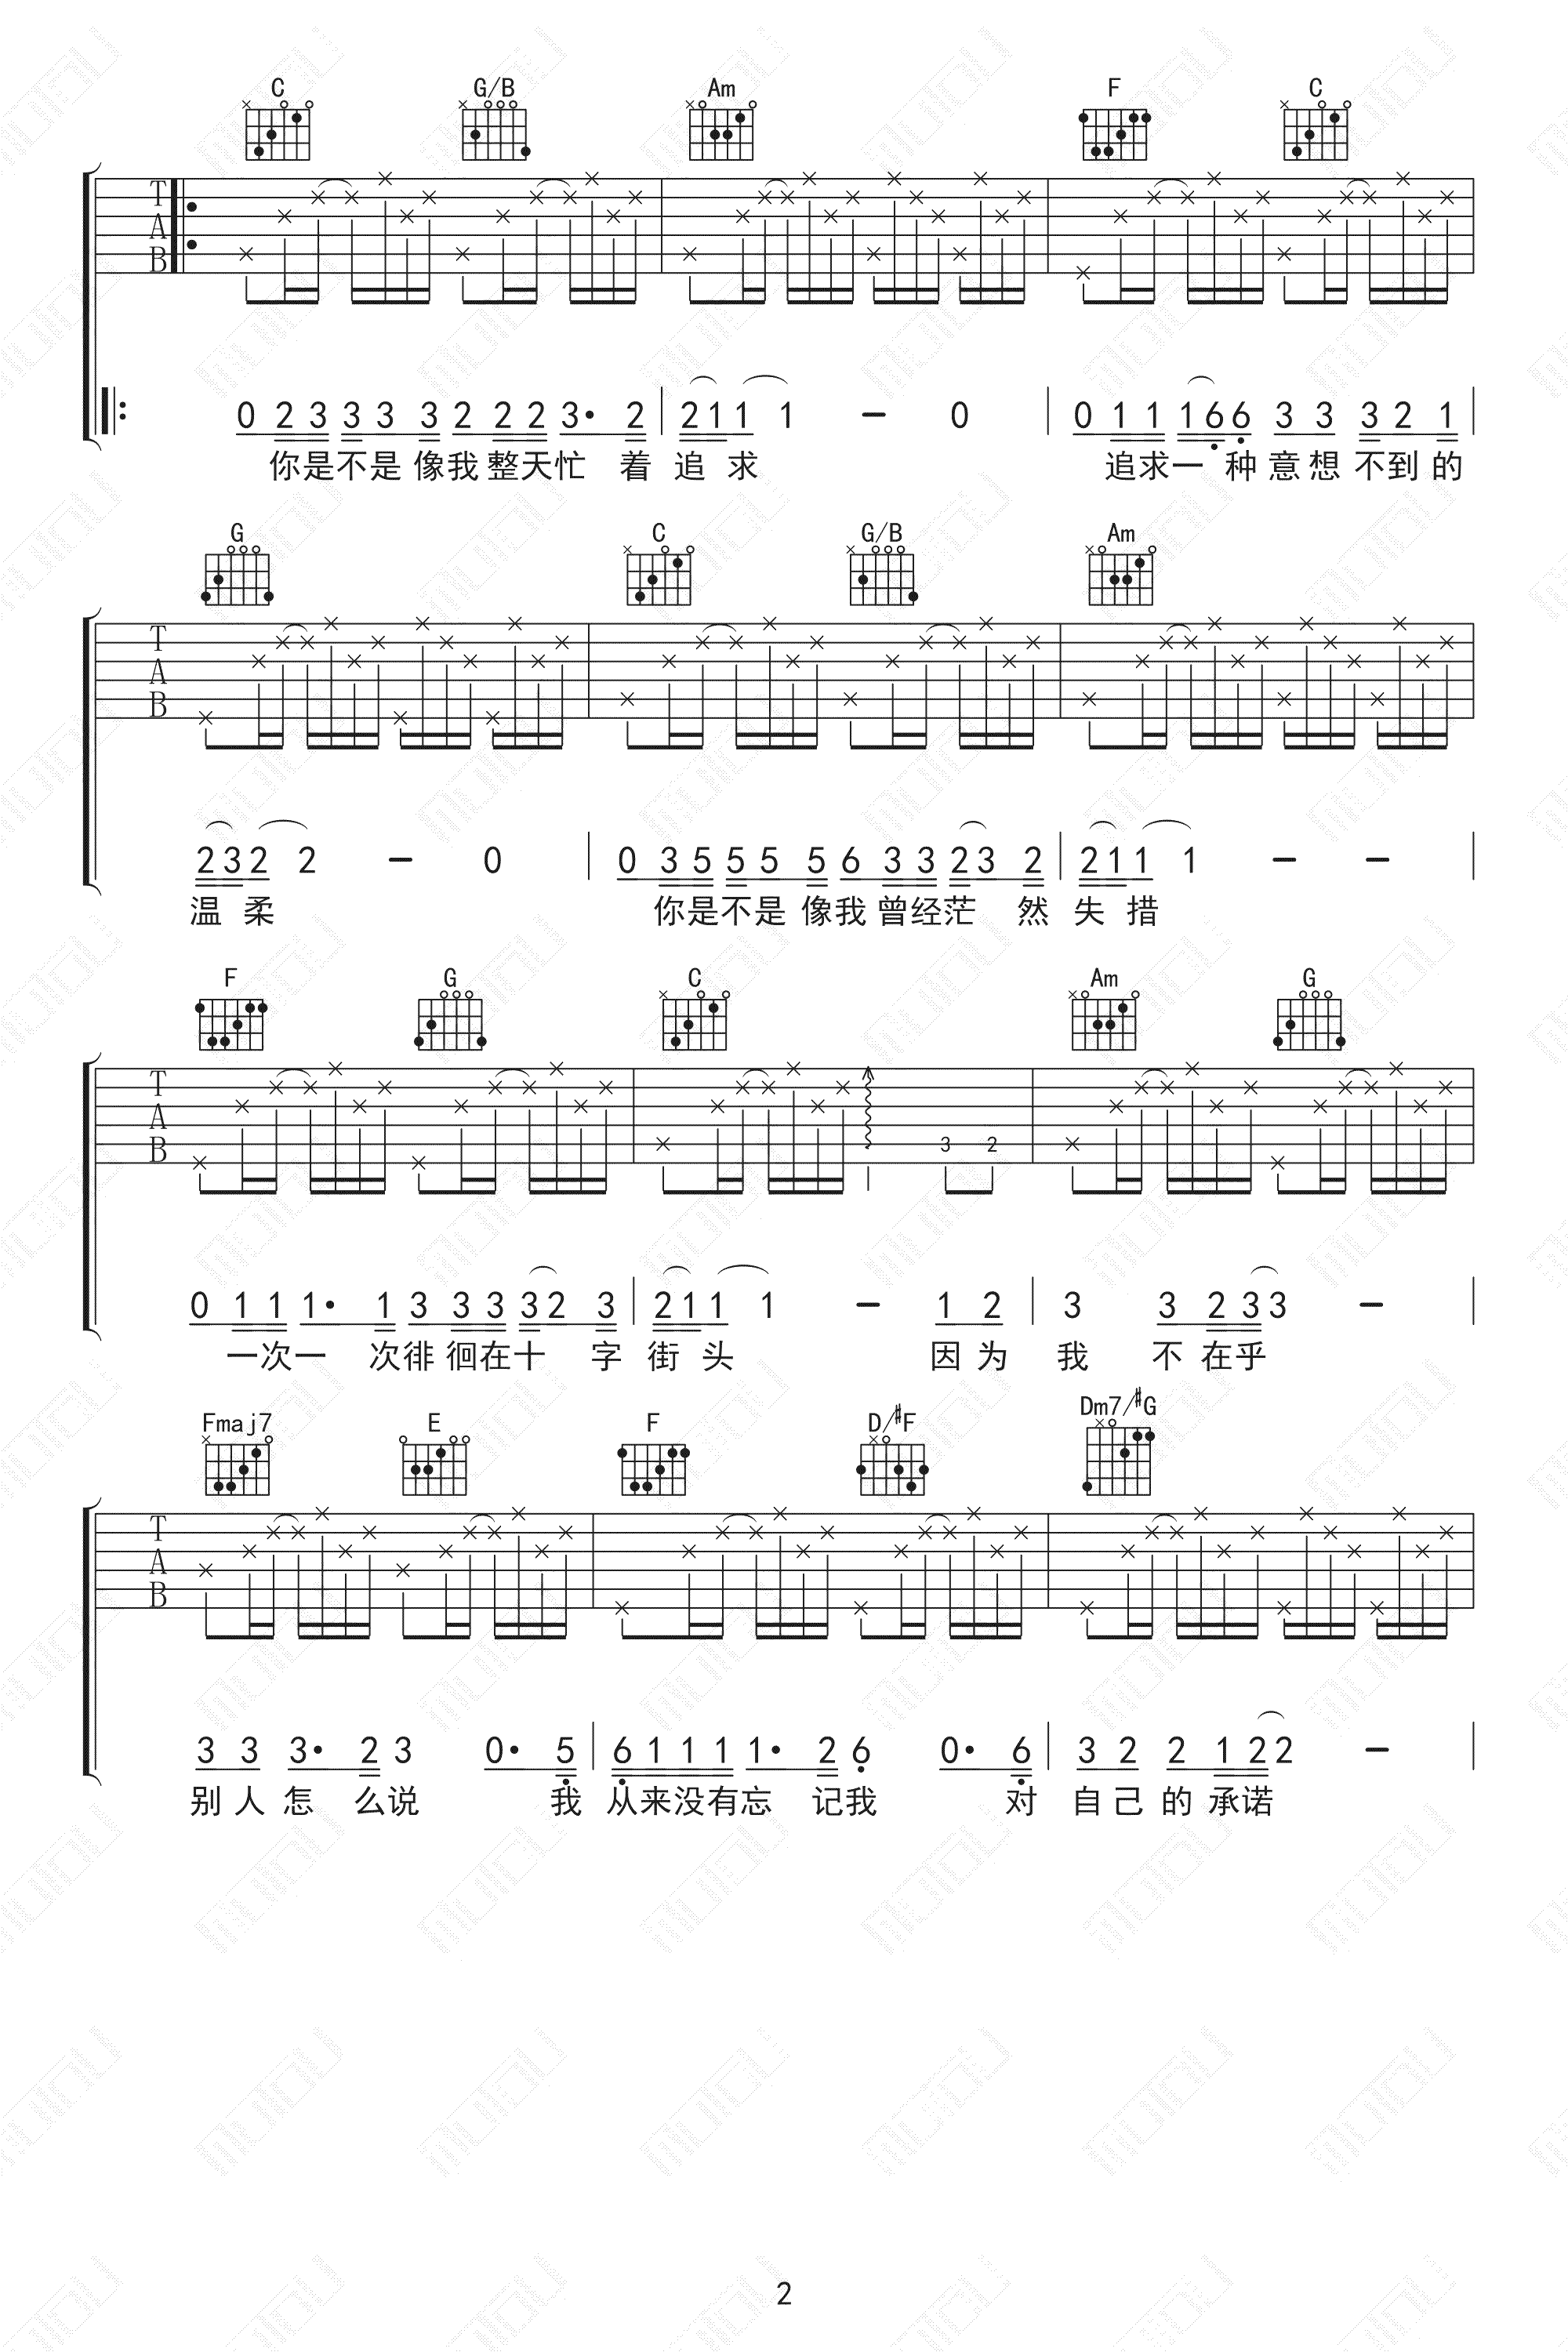 C G/B Am F C
T
A
B
0 2 3 3 3 3 2 2 2 3· 2 2 1 1 1 — 0 0 1 1 1 6 6 3 3 3 2 1
你是不是 像我 整天忙 着 追 求 追求一 种 意 想 不到 的
G C G/B Am
T
A
B
2 3 2 2 — 0 0 3 5 5 5 5 6 3 3 2 3 2 2 1 1 1 — —
温 柔 你是不是 像我 曾经茫 然 失 措
F G C Am G
T
A
B
3 2
0 1 1 1· 1 3 3 3 3 2 3 2 1 1 1 — 1 2 3 3 2 3 3 —
一次一 次徘 徊在十 字 街 头 因 为 我 不 在乎
Fmaj7 E F D/#F Dm7/#G
T
A
B
3 3 3· 2 3 0· 5 6 1 1 1 1· 2 6 0· 6 3 2 2 1 2 2 —
别 人 怎 么说 我 从来没有忘 记我 对 自 己 的 承诺
2